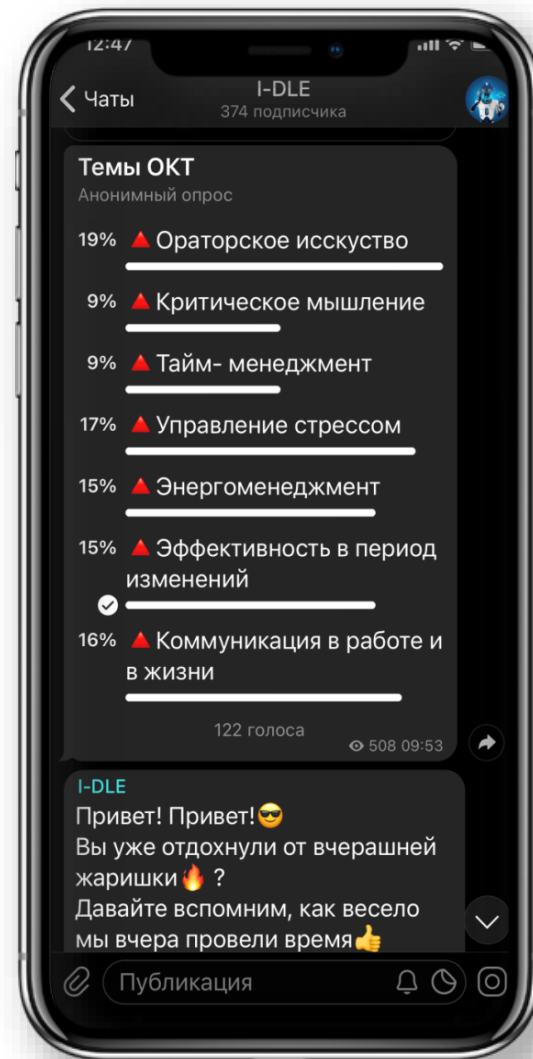 12:47
Чаты
I-DLE
374 подписчика
Темы ОКТ
Анонимный опрос
19% 🔺Ораторское исскуство
9% 🔺Критическое мышление
9% 🔺Тайм- менеджмент
17% 🔺Управление стрессом
15% 🔺Энергоменеджмент
15% 🔺Эффективность в период
изменений
16% 🔺Коммуникация в работе и
в жизни
122 голоса
508 09:53
I-DLE
Привет! Привет!😎
Вы уже отдохнули от вчерашней
жаришки🔥 ?
Давайте вспомним, как весело
мы вчера провели время👍
Публикация